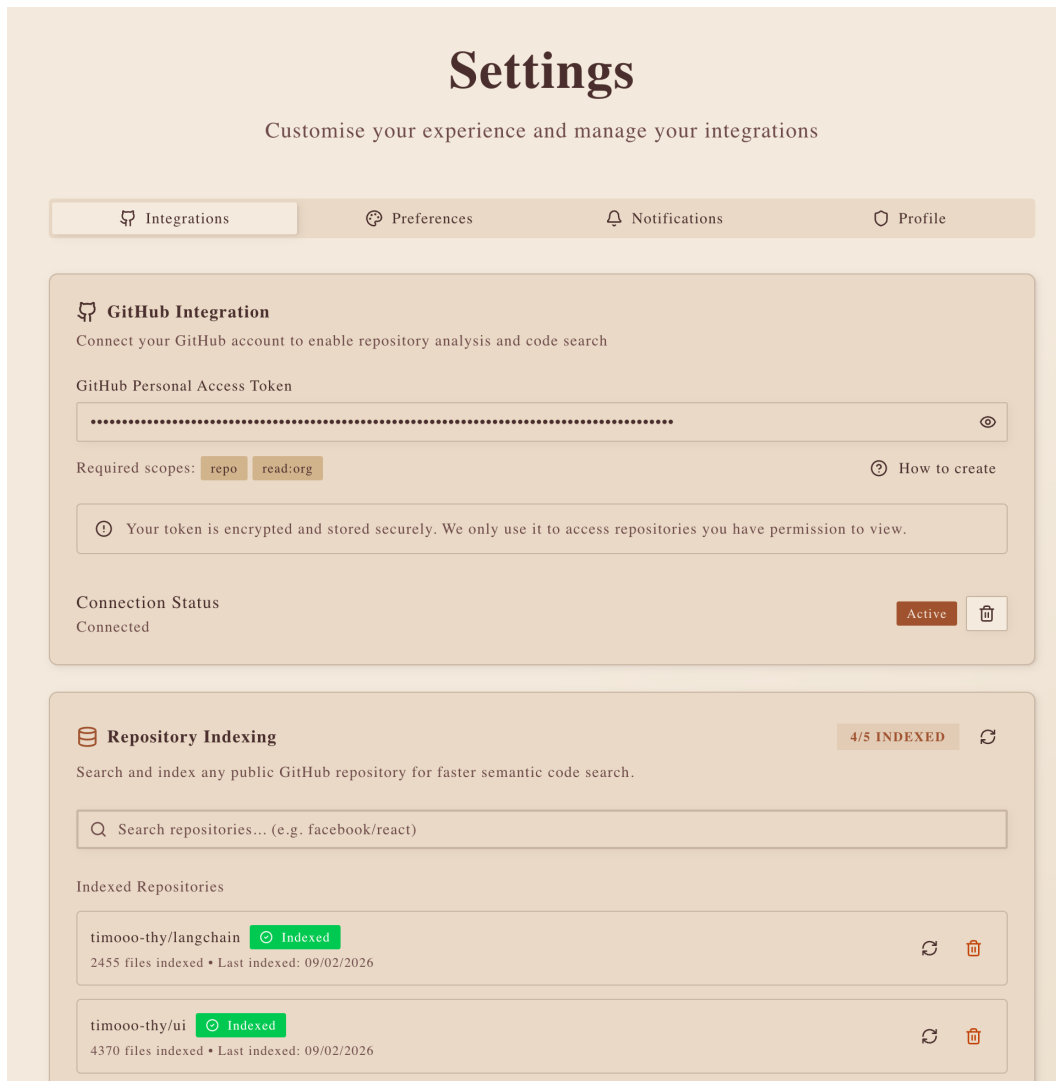 Settings
Customise your experience and manage your integrations
Integrations
Preferences
Notifications
Profile
GitHub Integration
Connect your GitHub account to enable repository analysis and code search
GitHub Personal Access Token
Required scopes: repo read:org
How to create
Your token is encrypted and stored securely. We only use it to access repositories you have permission to view.
Connection Status
Connected
Active
Repository Indexing
4/5 INDEXED
Search and index any public GitHub repository for faster semantic code search.
Search repositories... (e.g. facebook/react)
Indexed Repositories
timooo-thy/langchain Indexed
2455 files indexed • Last indexed: 09/02/2026
timooo-thy/ui Indexed
4370 files indexed • Last indexed: 09/02/2026